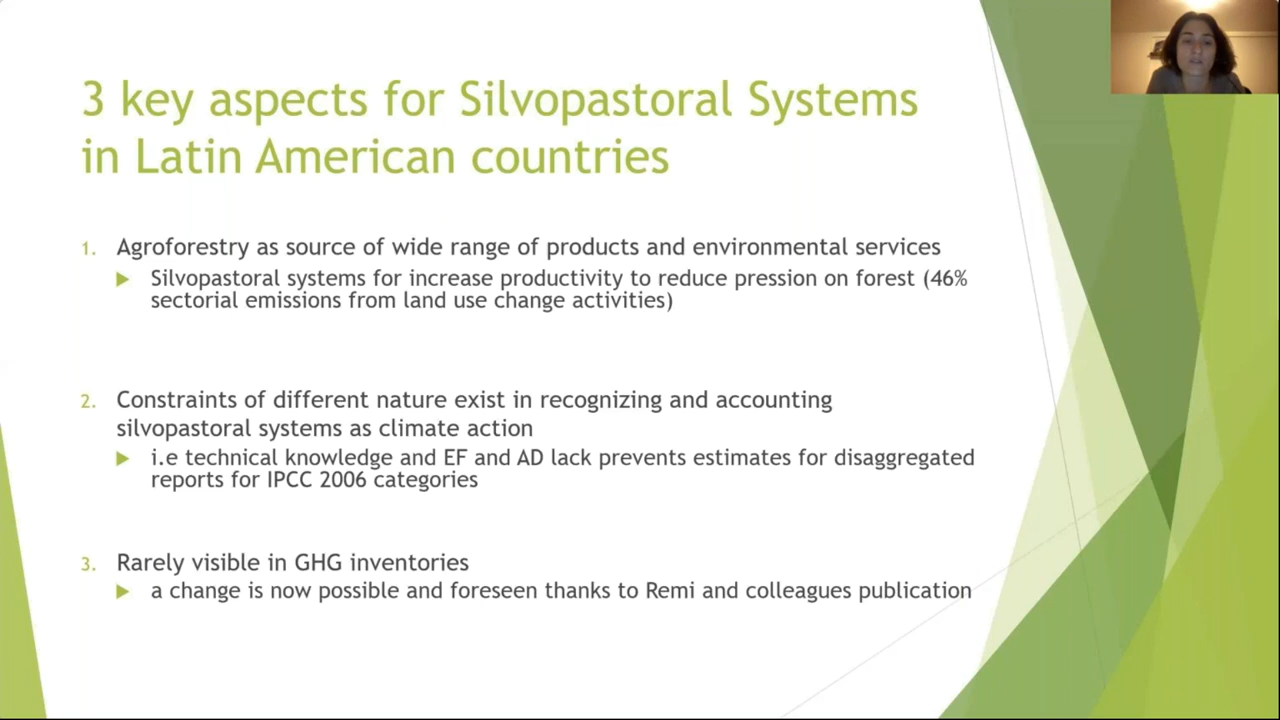 3 key aspects for Silvopastoral Systems
in Latin American countries
1. Agroforestry as source of wide range of products and environmental services
Silvopastoral systems for increase productivity to reduce pression on forest (46%
sectorial emissions from land use change activities)
2. Constraints of different nature exist in recognizing and accounting
silvopastoral systems as climate action
i.e technical knowledge and EF and AD lack prevents estimates for disaggregated
reports for IPCC 2006 categories
3. Rarely visible in GHG inventories
a change is now possible and foreseen thanks to Remi and colleagues publication